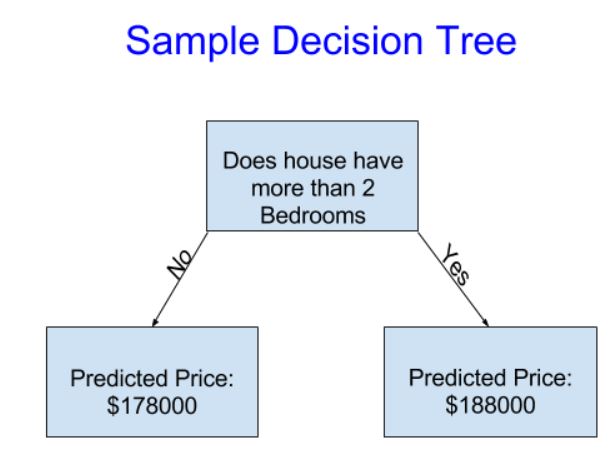 Sample Decision Tree
Does house have
more than 2
Bedrooms
No
Yes
Predicted Price:
$178000
Predicted Price:
$188000